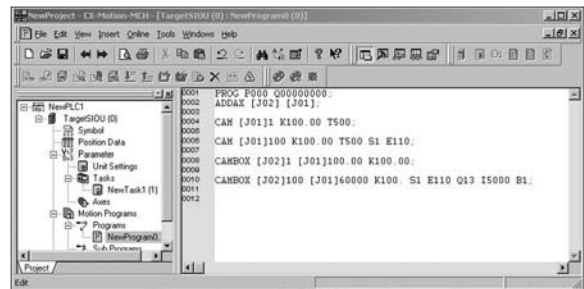 NewProject - CX-Motion-MCH - [TargetSIOU (0) : NewProgram0 (0)]
File Edit View Insert Online Tools Windows Help
NewPLC1
TargetSIOU (0)
Symbol
Position Data
Parameter
Unit Settings
Tasks
NewTask1 (1)
Axes
Motion Programs
Programs
NewProgram0.
Sub Programs
Project
0001 PROG P000 Q00000000;
0002 ADDAX [J02] [J01];
0003
0004 CAM [J01]1 K100.00 T500;
0005
0006 CAM [J01]100 K100.00 T500 S1 E110;
0007
0008 CAMBOX [J02]1 [J01]100.00 K100.00;
0009
0010 CAMBOX [J02]100 [J01]60000 K100. S1 E110 Q13 I5000 B1;
0011
0012
Edit